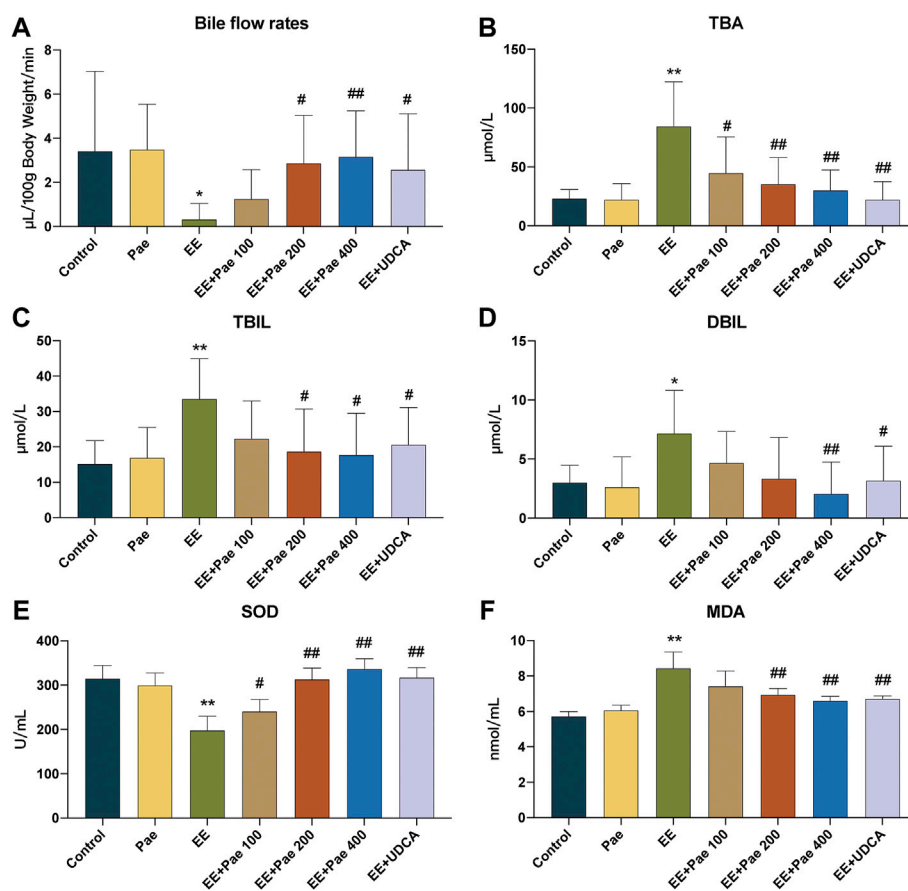 A
Bile flow rates
µL/100g Body Weight/min
8
6
4
2
0
*
#
##
#
Control
Pae
EE
EE+Pae 100
EE+Pae 200
EE+Pae 400
EE+UDCA
B
TBA
µmol/L
150
100
50
0
**
#
##
##
##
Control
Pae
EE
EE+Pae 100
EE+Pae 200
EE+Pae 400
EE+UDCA
C
TBIL
µmol/L
50
40
30
20
10
0
**
#
#
#
Control
Pae
EE
EE+Pae 100
EE+Pae 200
EE+Pae 400
EE+UDCA
D
DBIL
µmol/L
15
10
5
0
*
##
#
Control
Pae
EE
EE+Pae 100
EE+Pae 200
EE+Pae 400
EE+UDCA
E
SOD
U/mL
400
300
200
100
0
**
#
##
##
##
Control
Pae
EE
EE+Pae 100
EE+Pae 200
EE+Pae 400
EE+UDCA
F
MDA
nmol/mL
10
8
6
4
2
0
**
##
##
##
Control
Pae
EE
EE+Pae 100
EE+Pae 200
EE+Pae 400
EE+UDCA